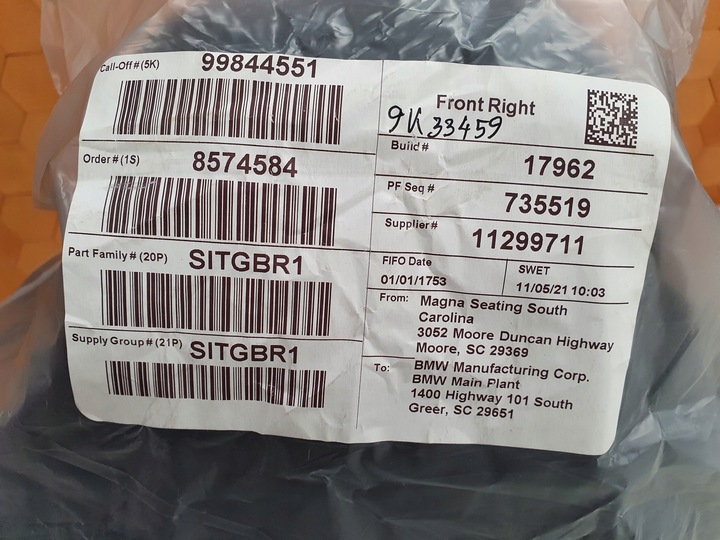 Call-Off # (5K) 99844551
Order # (1S) 8574584
Part Family # (20P) SITGBR1
Supply Group # (21P) SITGBR1
Front Right
9K33459
Build # 17962
PF Seq # 735519
Supplier # 11299711
FIFO Date
01/01/1753
SWET
11/05/21 10:03
From: Magna Seating South
Carolina
3052 Moore Duncan Highway
Moore, SC 29369
To: BMW Manufacturing Corp.
BMW Main Plant
1400 Highway 101 South
Greer, SC 29651